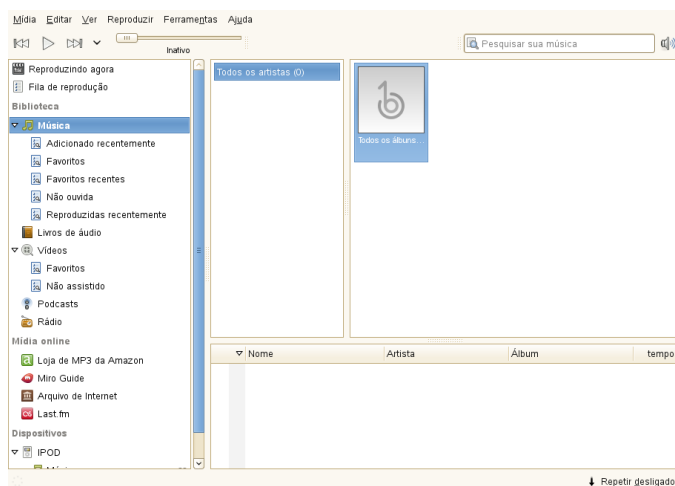 Mídia Editar Ver Reproduzir Ferramentas Ajuda
Inativo
Pesquisar sua música
Reproduzindo agora
Fila de reprodução
Biblioteca
Música
Adicionado recentemente
Favoritos
Favoritos recentes
Não ouvida
Reproduzidas recentemente
Livros de áudio
Vídeos
Favoritos
Não assistido
Podcasts
Rádio
Mídia online
Loja de MP3 da Amazon
Miro Guide
Arquivo de Internet
Last.fm
Dispositivos
IPOD
Todos os artistas (0)
Todos os álbuns...
Nome Artista Álbum tempo
Repetir desligado